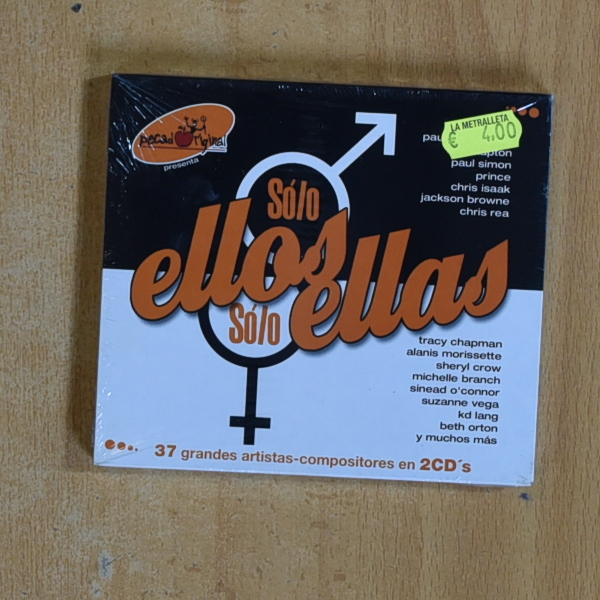 pecado original
presenta
LA METRALLETA
€ 4,00
paul simon
prince
chris isaak
jackson browne
chris rea
Sólo
ellos
Sólo
ellas
tracy chapman
alanis morissette
sheryl crow
michelle branch
sinead o'connor
suzanne vega
kd lang
beth orton
y muchos más
37 grandes artistas-compositores en 2CD´s